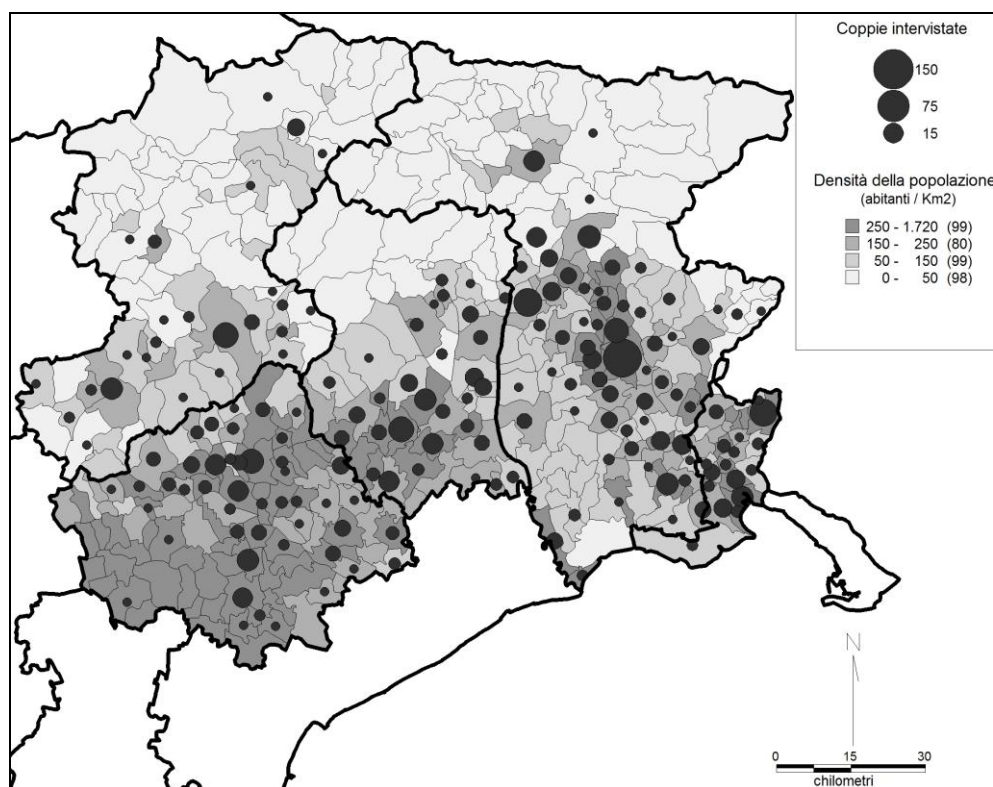 Coppie intervistate
150
75
15
Densità della popolazione
(abitanti / Km2)
250 - 1.720 (99)
150 - 250 (80)
50 - 150 (99)
0 - 50 (98)
N
0 15 30
chilometri